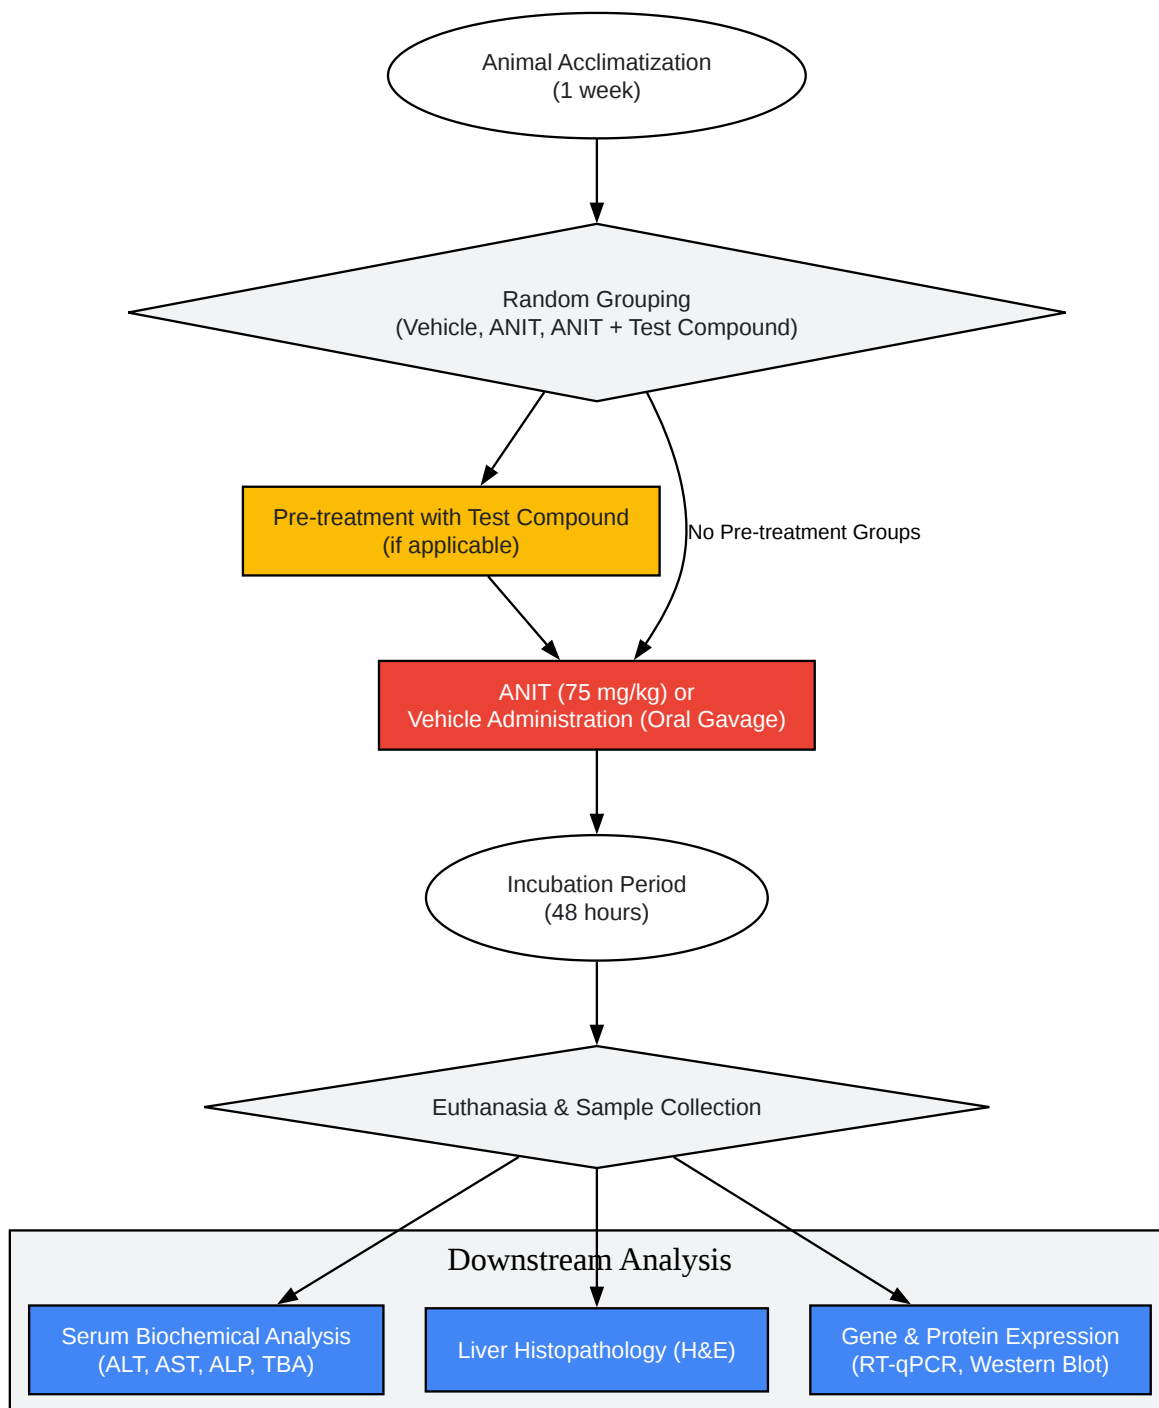 Animal Acclimatization
(1 week)
Random Grouping
(Vehicle, ANIT, ANIT + Test Compound)
Pre-treatment with Test Compound
(if applicable)
No Pre-treatment Groups
ANIT (75 mg/kg) or
Vehicle Administration (Oral Gavage)
Incubation Period
(48 hours)
Euthanasia & Sample Collection
Downstream Analysis
Serum Biochemical Analysis
(ALT, AST, ALP, TBA)
Liver Histopathology (H&E)
Gene & Protein Expression
(RT-qPCR, Western Blot)